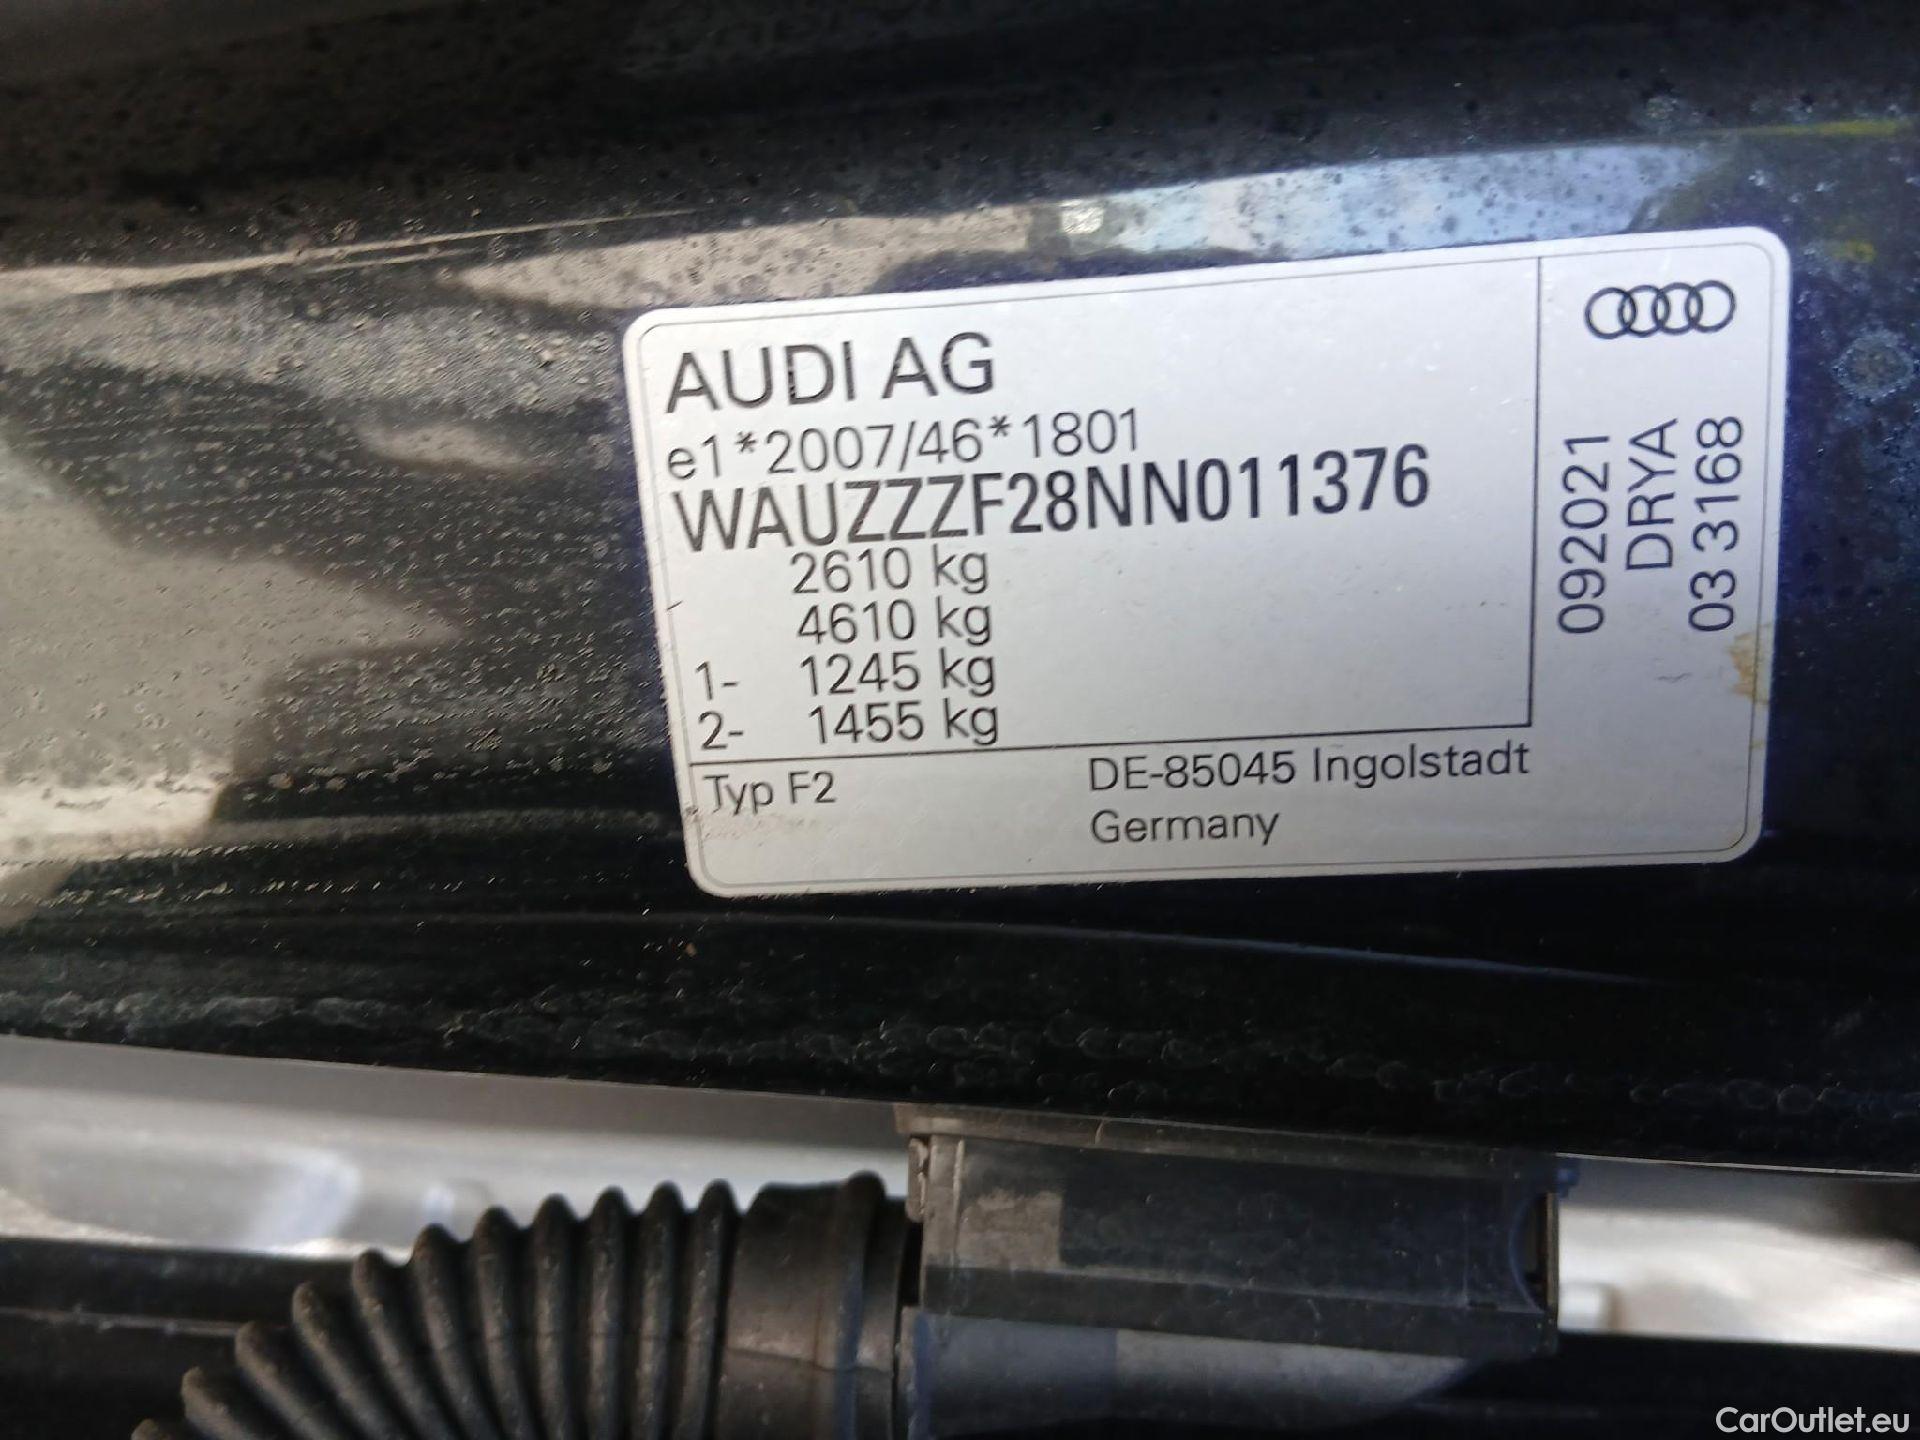 AUDI AG
e1*2007/46*1801
WAUZZZF28NN011376
2610 kg
4610 kg
1- 1245 kg
2- 1455 kg
Typ F2
DE-85045 Ingolstadt
Germany
092021
DRYA
03 3168
CarOutlet.eu